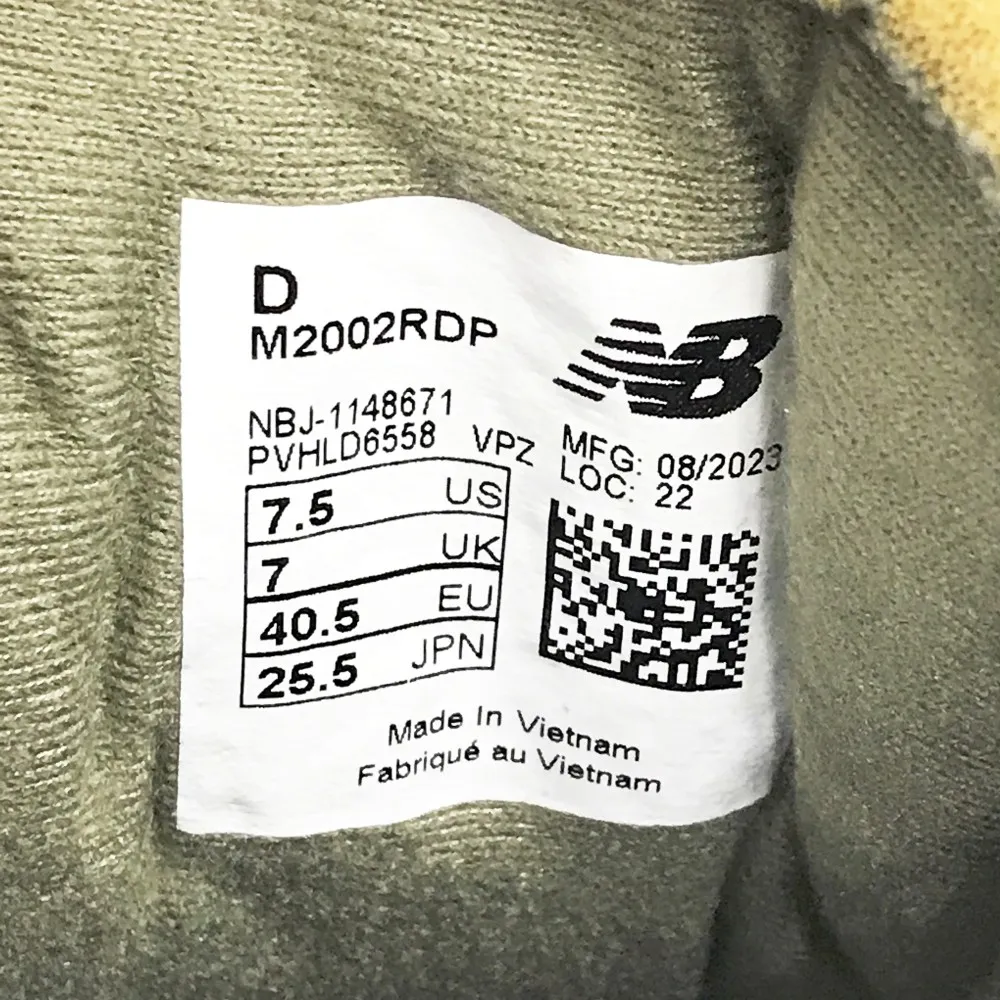 D
M2002RDP
NB
NBJ-1148671
PVHLD6558 VPZ
MFG: 08/2023
LOC: 22
7.5 US
7 UK
40.5 EU
25.5 JPN
Made In Vietnam
Fabriqué au Vietnam